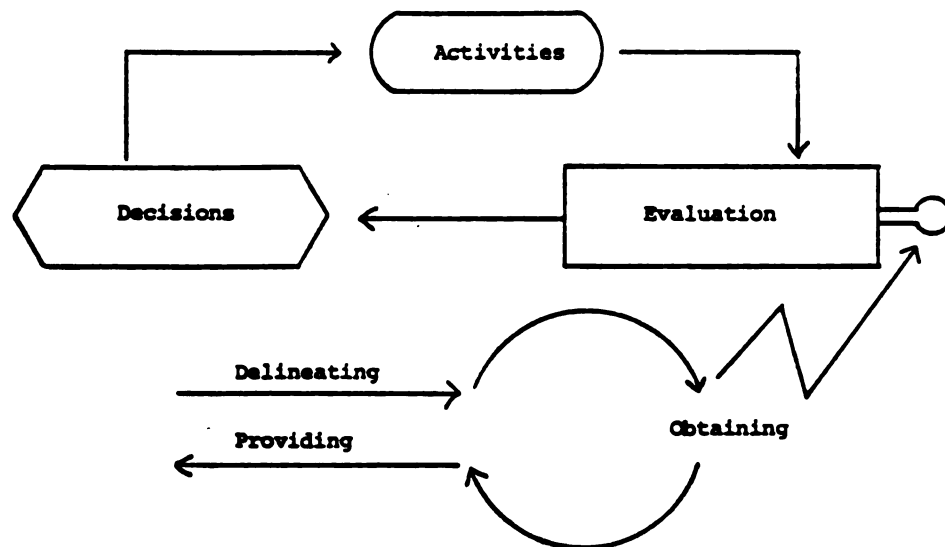 Activities
Decisions
Evaluation
Delineating
Providing
Obtaining